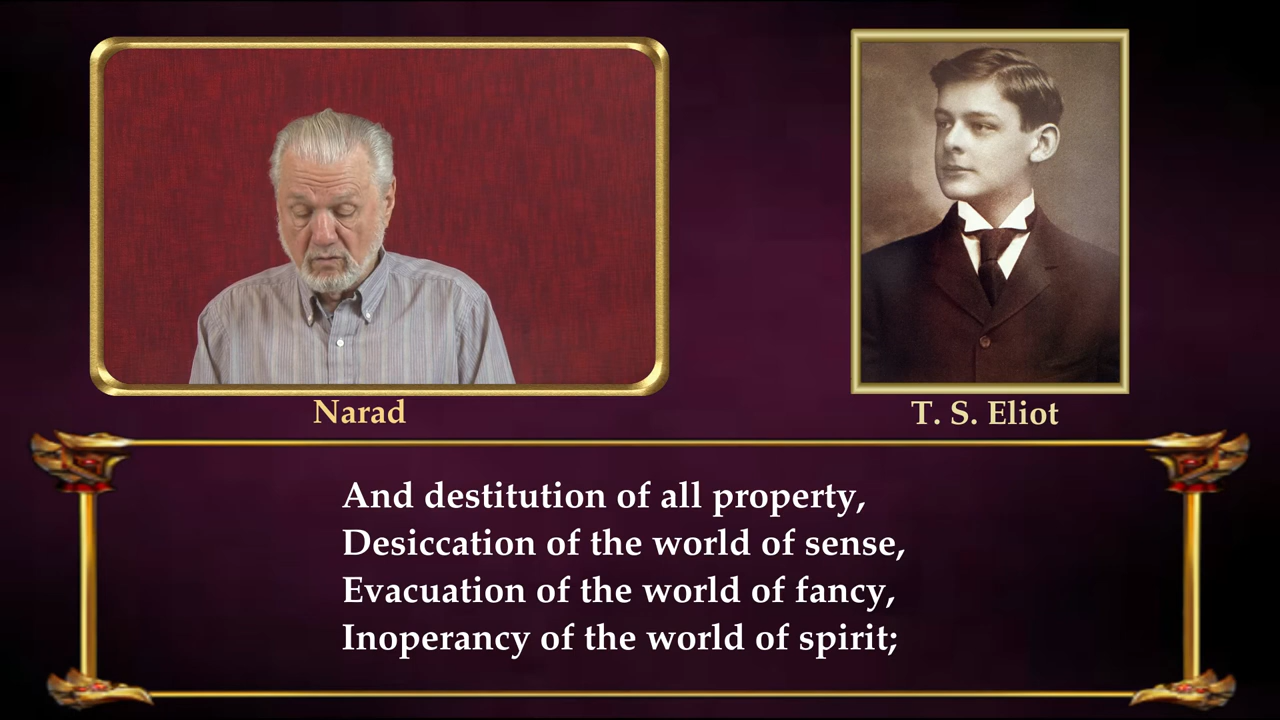 Narad
T. S. Eliot
And destitution of all property,
Desiccation of the world of sense,
Evacuation of the world of fancy,
Inoperancy of the world of spirit;